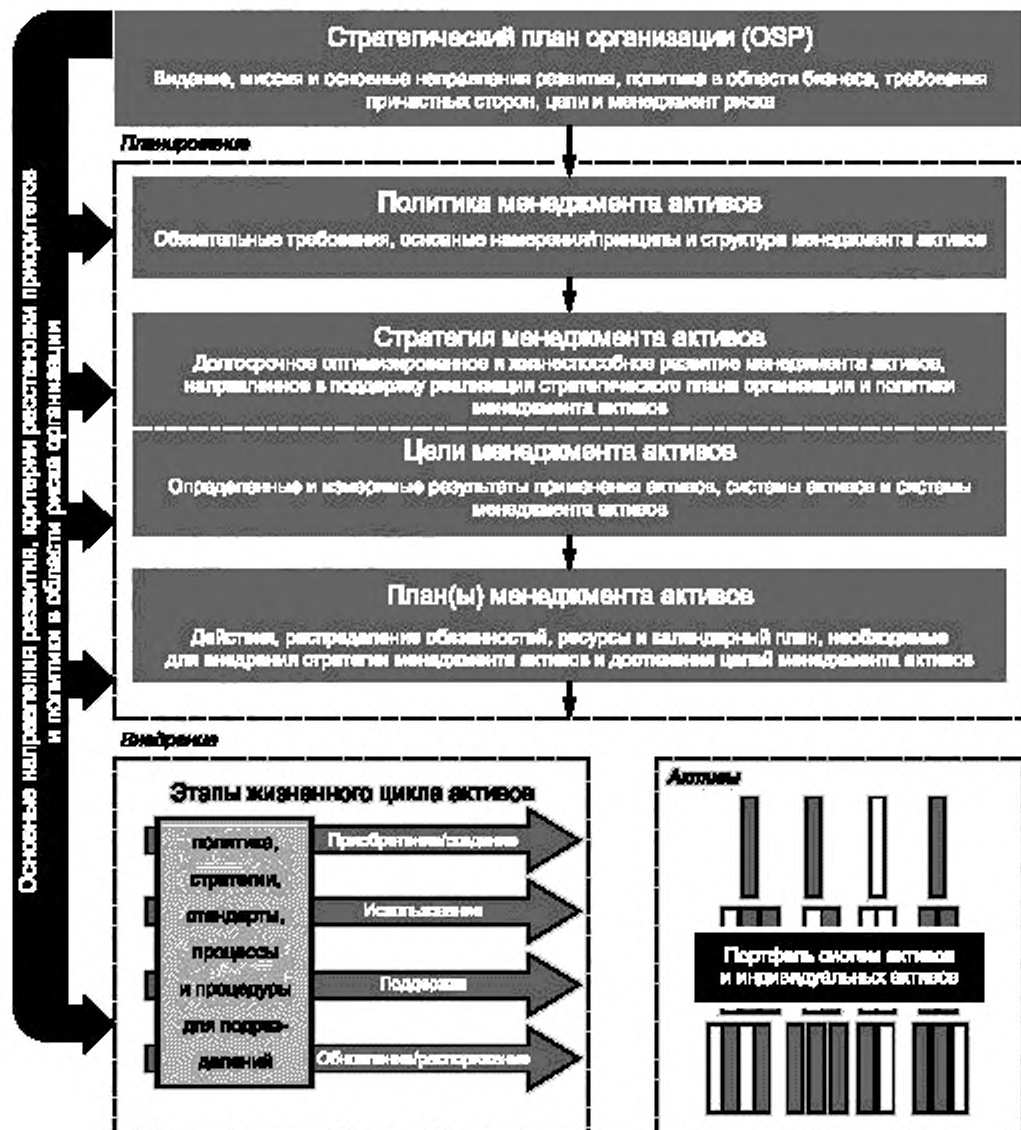 Стратегический план организации (OSP)
Видение, миссия и основные направления развития, политика в области бизнеса, требования
причастных сторон, цели и менеджмент риска
Планирование
Политика менеджмента активов
Обязательные требования, основные намерения/принципы и структура менеджмента активов
Стратегия менеджмента активов
Долгосрочное оптимизированное и жизнеспособное развитие менеджмента активов,
направленное в поддержку реализации стратегического плана организации и политики
менеджмента активов
Цели менеджмента активов
Определенные и измеримые результаты применения активов, системы активов и системы
менеджмента активов
План(ы) менеджмента активов
Действия, распределения обязанностей, ресурсы и календарный план, необходимые
для внедрения стратегии менеджмента активов и достижения целей менеджмента активов
Основные направления развития, критерии расстановки приоритетов
и политики в области риска организации
Внедрение
Этапы жизненного цикла активов
политика,
стратегии,
стандарты,
процессы
и процедуры
для подраз-
делений
Приобретение/создание
Использование
Поддержка
Обновление/распоряжение
Активы
Портфель систем активов
и индивидуальных активов